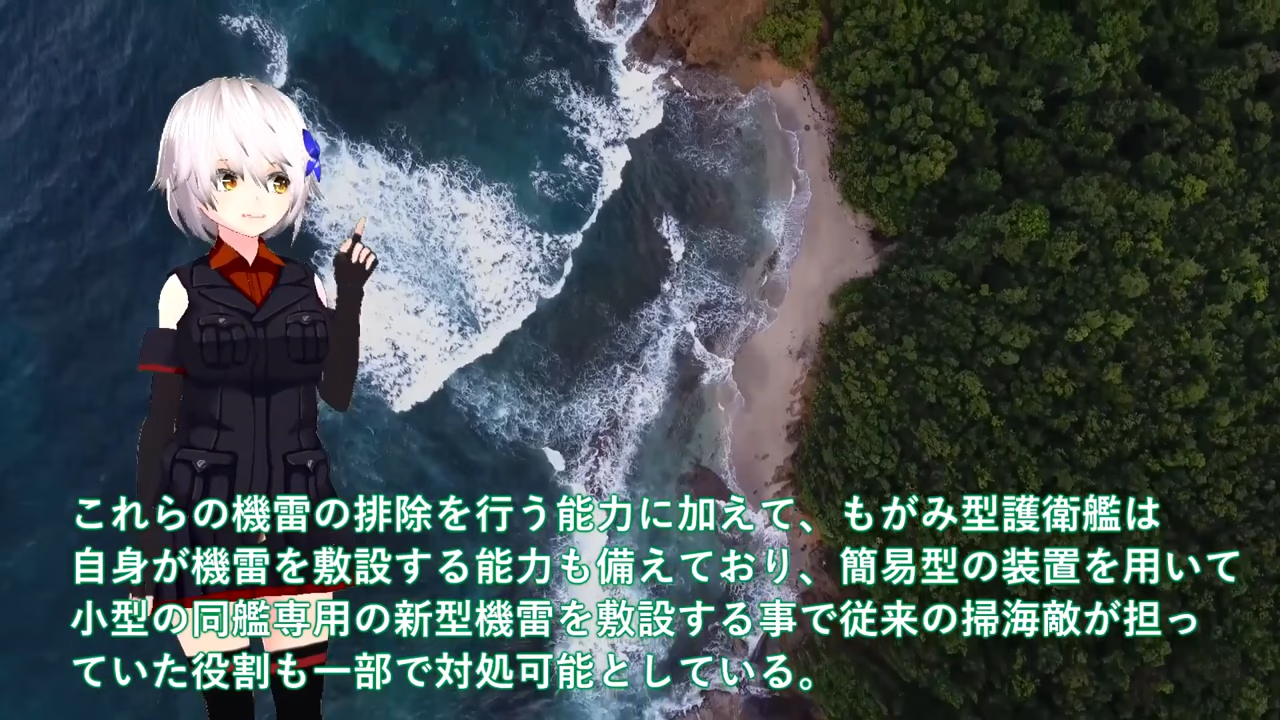 これらの機雷の排除を行う能力に加えて、もがみ型護衛艦は
自身が機雷を敷設する能力も備えており、簡易型の装置を用いて
小型の同艦専用の新型機雷を敷設する事で従来の掃海敵が担っ
ていた役割も一部で対処可能としている。